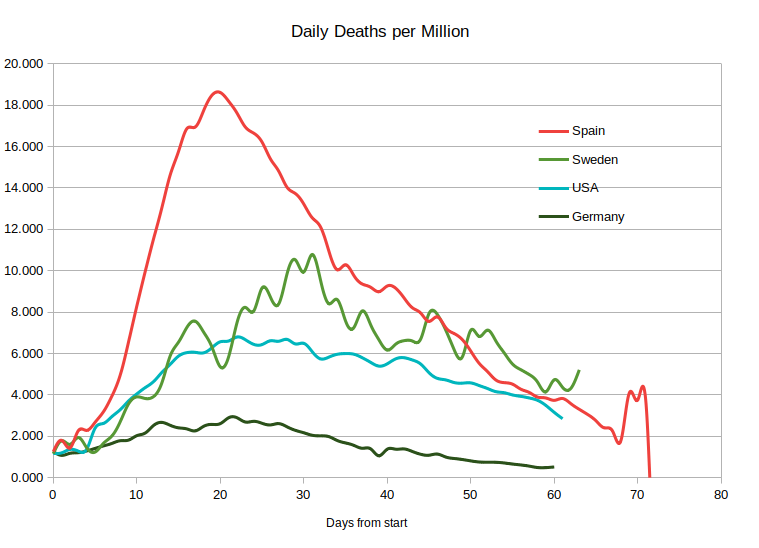 Daily Deaths per Million
20.000
18.000
16.000
14.000
12.000
10.000
8.000
6.000
4.000
2.000
0.000
Spain
Sweden
USA
Germany
0 10 20 30 40 50 60 70 80
Days from start